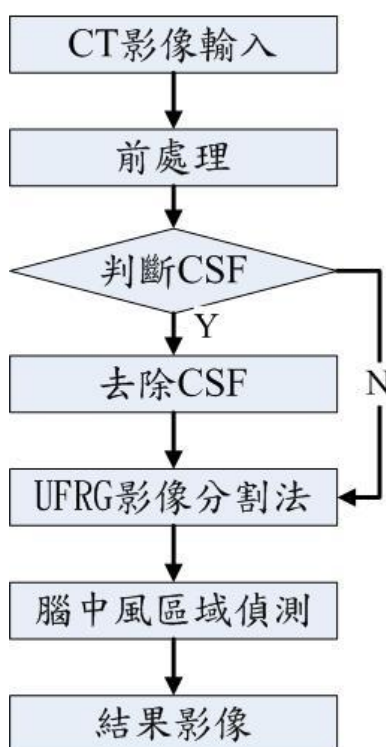 CT影像輸入
前處理
判斷CSF
Y
去除CSF
N
UFRG影像分割法
腦中風區域偵測
結果影像